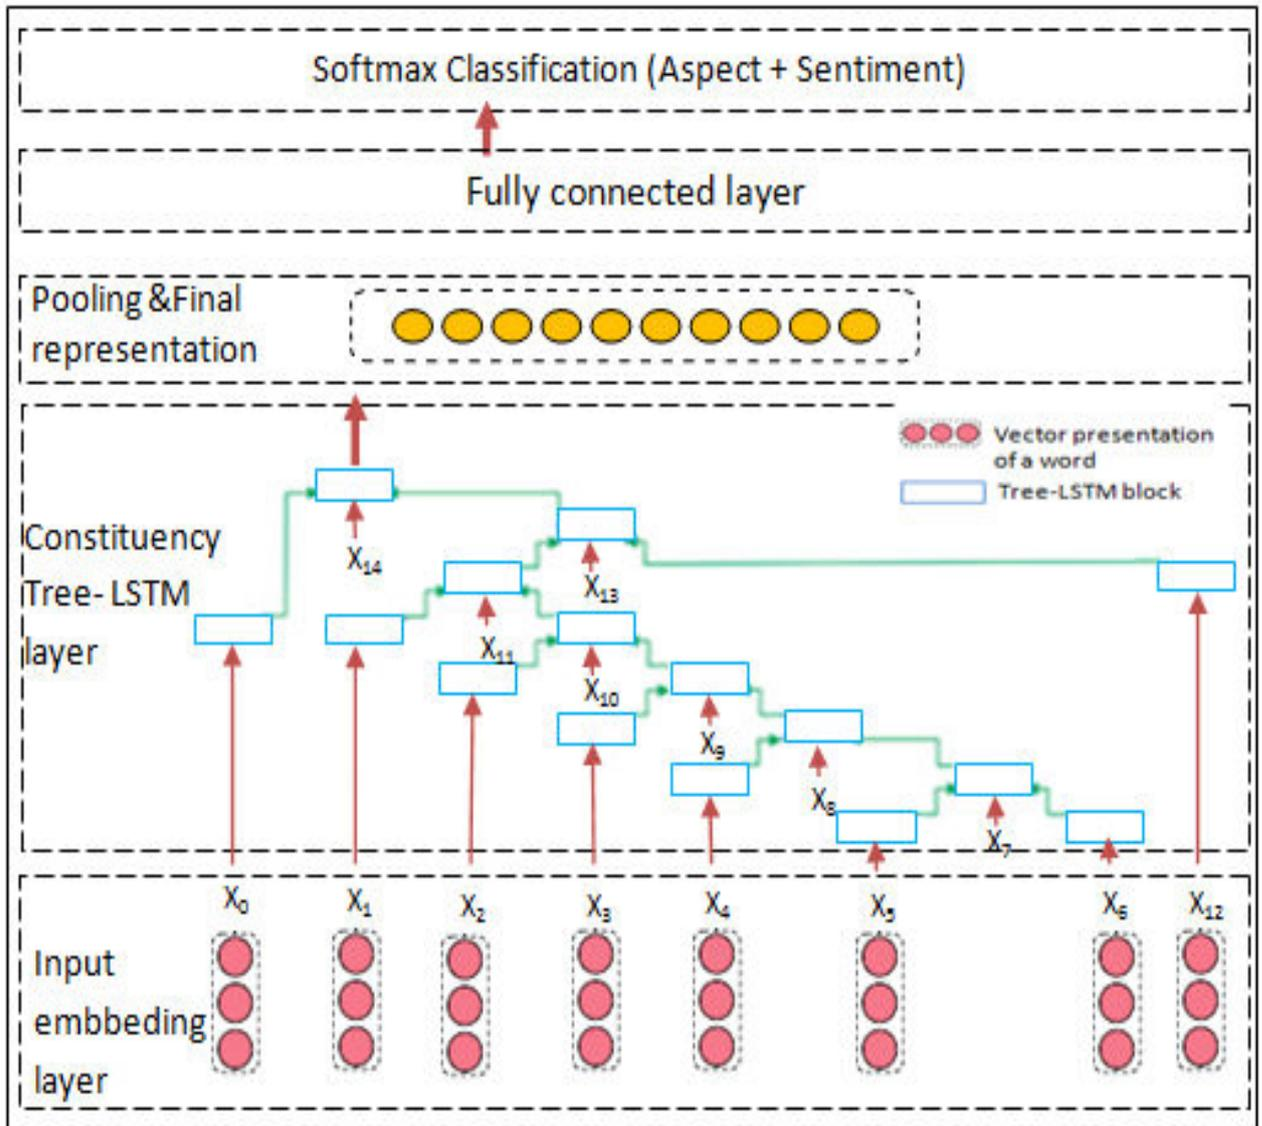 Softmax Classification (Aspect + Sentiment)
Fully connected layer
Pooling &Final
representation
Vector presentation
of a word
Tree-LSTM block
Constituency
Tree- LSTM
layer
X14
X13
X11
X10
X9
X8
X7
X0 X1 X2 X3 X4 X5 X6 X12
Input
embbeding
layer